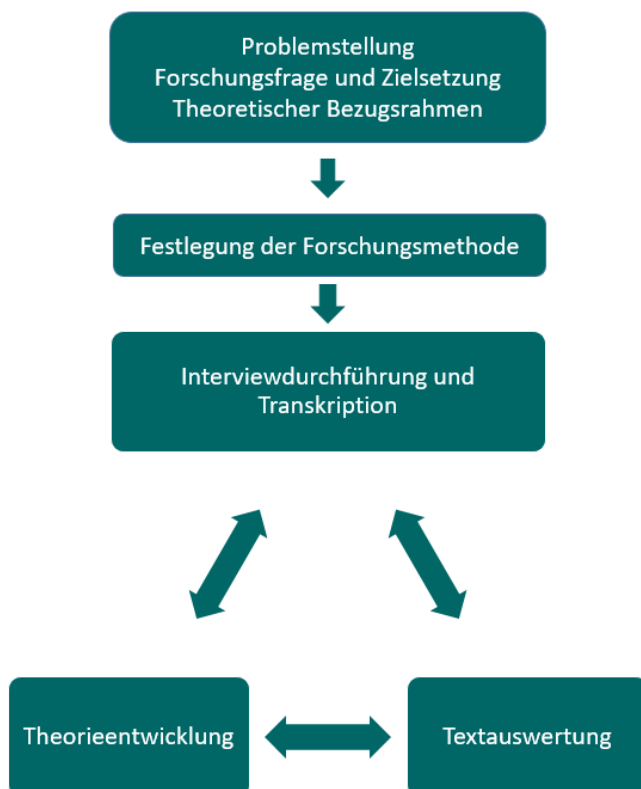 Problemstellung
Forschungsfrage und Zielsetzung
Theoretischer Bezugsrahmen
Festlegung der Forschungsmethode
Interviewdurchführung und
Transkription
Theorieentwicklung
Textauswertung